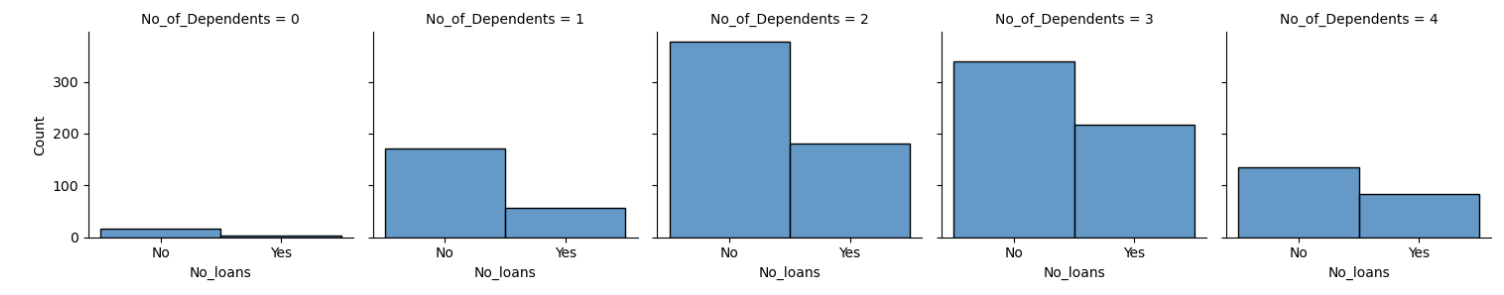 No_of_Dependents = 0
No_of_Dependents = 1
No_of_Dependents = 2
No_of_Dependents = 3
No_of_Dependents = 4
Count
300
200
100
0
No Yes
No Yes
No Yes
No Yes
No Yes
No_loans
No_loans
No_loans
No_loans
No_loans